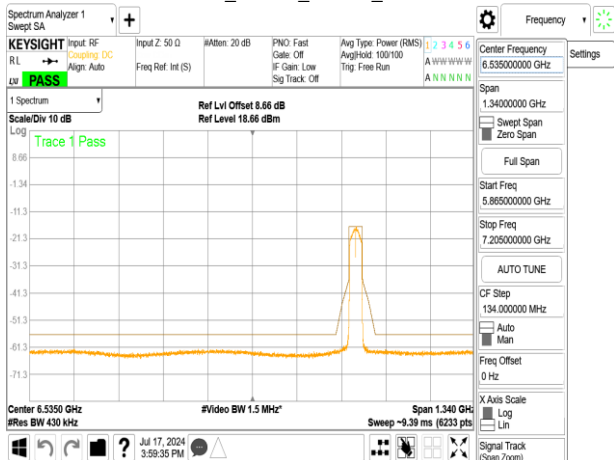 Spectrum Analyzer 1
Swept SA
Frequency
KEYSIGHT
RL
PASS
Input: RF
Coupling: DC
Align: Auto
Input Z: 50 Ω
Freq Ref: Int (S)
#Atten: 20 dB
PNO: Fast
Gate: Off
IF Gain: Low
Sig Track: Off
Avg Type: Power (RMS)
Avg|Hold: 100/100
Trig: Free Run
1 2 3 4 5 6
A W W W W W
A N N N N N
1 Spectrum
Scale/Div 10 dB
Ref Lvl Offset 8.66 dB
Ref Level 18.66 dBm
Log
Trace 1 Pass
8.66
-1.34
-11.3
-21.3
-31.3
-41.3
-51.3
-61.3
-71.3
Center 6.5350 GHz
#Res BW 430 kHz
#Video BW 1.5 MHz*
Span 1.340 GHz
Sweep ~9.39 ms (6233 pts)
Jul 17, 2024
3:59:35 PM
Center Frequency
6.535000000 GHz
Settings
Span
1.34000000 GHz
Swept Span
Zero Span
Full Span
Start Freq
5.865000000 GHz
Stop Freq
7.205000000 GHz
AUTO TUNE
CF Step
134.000000 MHz
Auto
Man
Freq Offset
0 Hz
X Axis Scale
Log
Lin
Signal Track
(Span Zoom)